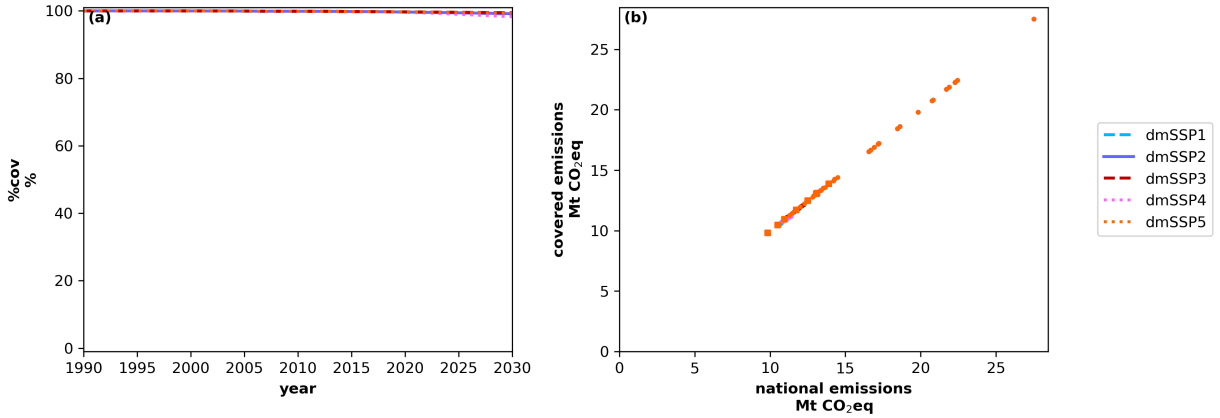 (a)
100
80
60
40
20
0
%cov
%
1990 1995 2000 2005 2010 2015 2020 2025 2030
year
(b)
25
20
15
10
5
0
covered emissions
Mt CO₂eq
0 5 10 15 20 25
national emissions
Mt CO₂eq
dmSSP1
dmSSP2
dmSSP3
dmSSP4
dmSSP5